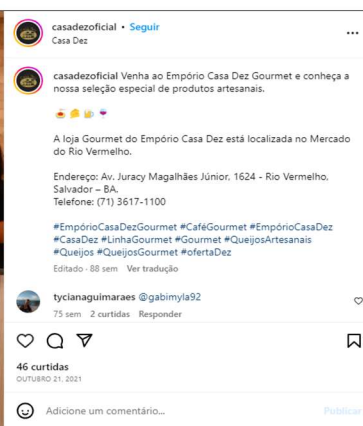 casadezoficial • Seguir
Casa Dez
casadezoficial Venha ao Empório Casa Dez Gourmet e conheça a
nossa seleção especial de produtos artesanais.
A loja Gourmet do Empório Casa Dez está localizada no Mercado
do Rio Vermelho.
Endereço: Av. Juracy Magalhães Júnior, 1624 - Rio Vermelho,
Salvador – BA.
Telefone: (71) 3617-1100
#EmpórioCasaDezGourmet #CaféGourmet #EmpórioCasaDez
#CasaDez #LinhaGourmet #Gourmet #QueijosArtesanais
#Queijos #QueijosGourmet #ofertaDez
Editado · 88 sem Ver tradução
tycianaguimaraes @gabimyla92
75 sem 2 curtidas Responder
46 curtidas
OUTUBRO 21, 2021
Adicione um comentário... Publicar